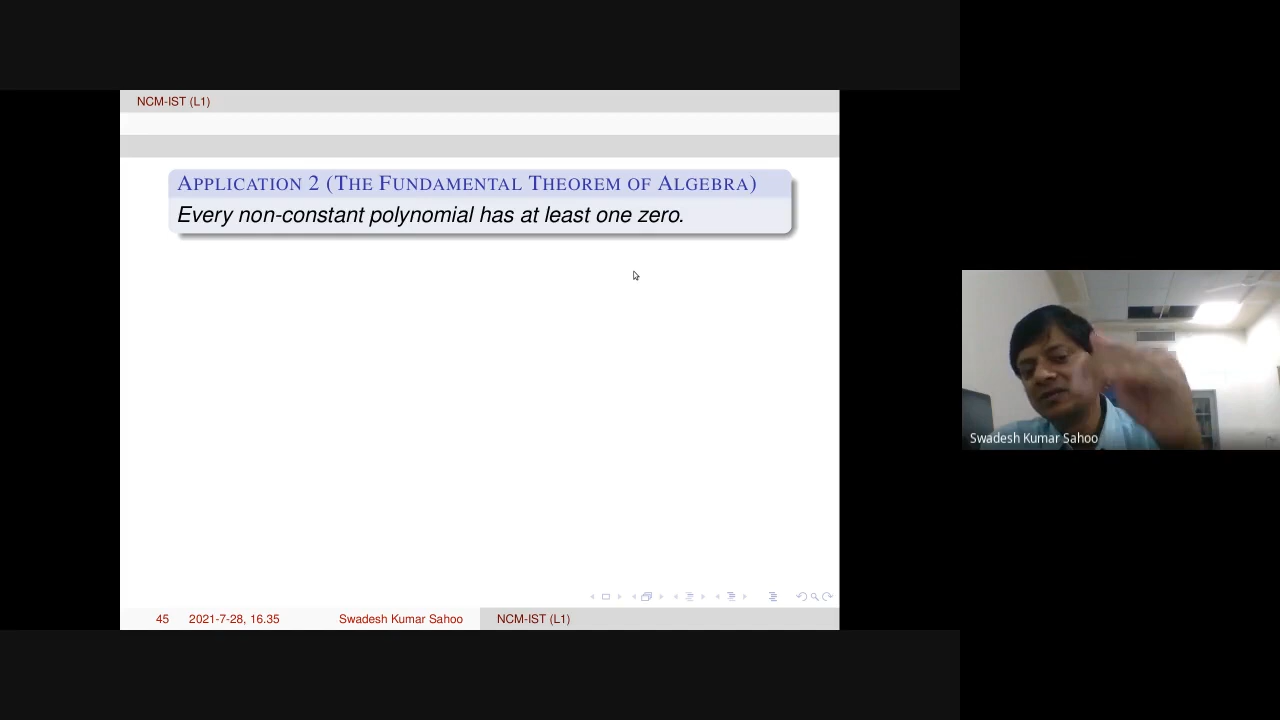 NCM-IST (L1)
APPLICATION 2 (THE FUNDAMENTAL THEOREM OF ALGEBRA)
Every non-constant polynomial has at least one zero.
Swadesh Kumar Sahoo
45 2021-7-28, 16.35 Swadesh Kumar Sahoo NCM-IST (L1)